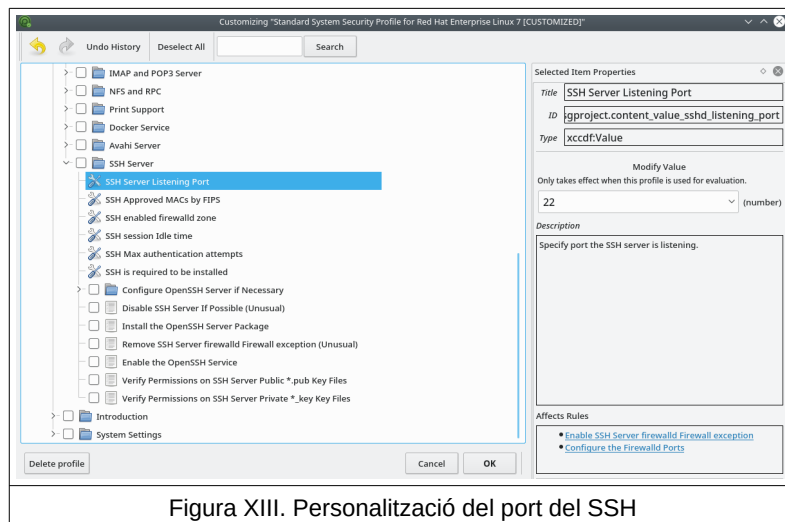 Customizing "Standard System Security Profile for Red Hat Enterprise Linux 7 [CUSTOMIZED]"
Undo History Deselect All Search
IMAP and POP3 Server
NFS and RPC
Print Support
Docker Service
Avahi Server
SSH Server
SSH Server Listening Port
SSH Approved MACs by FIPS
SSH enabled firewalld zone
SSH session Idle time
SSH Max authentication attempts
SSH is required to be installed
Configure OpenSSH Server if Necessary
Disable SSH Server If Possible (Unusual)
Install the OpenSSH Server Package
Remove SSH Server firewalld Firewall exception (Unusual)
Enable the OpenSSH Service
Verify Permissions on SSH Server Public *.pub Key Files
Verify Permissions on SSH Server Private *_key Key Files
Introduction
System Settings
Delete profile Cancel OK
Selected Item Properties
Title SSH Server Listening Port
ID sgproject.content_value_sshd_listening_port
Type xccdf:Value
Modify Value
Only takes effect when this profile is used for evaluation.
22 (number)
Description
Specify port the SSH server is listening.
Affects Rules
Enable SSH Server firewalld Firewall exception
Configure the Firewalld Ports
Figura XIII. Personalització del port del SSH